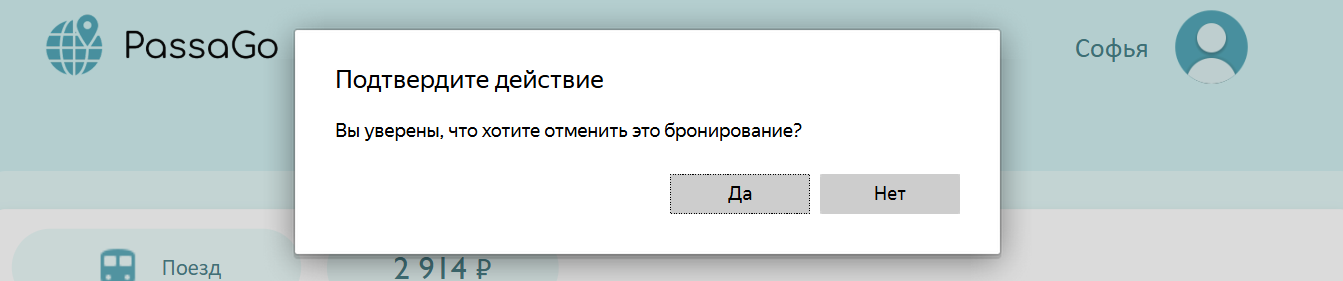 PassaGo
Софья
Подтвердите действие
Вы уверены, что хотите отменить это бронирование?
Да
Нет
Поезд
2 914 ₽